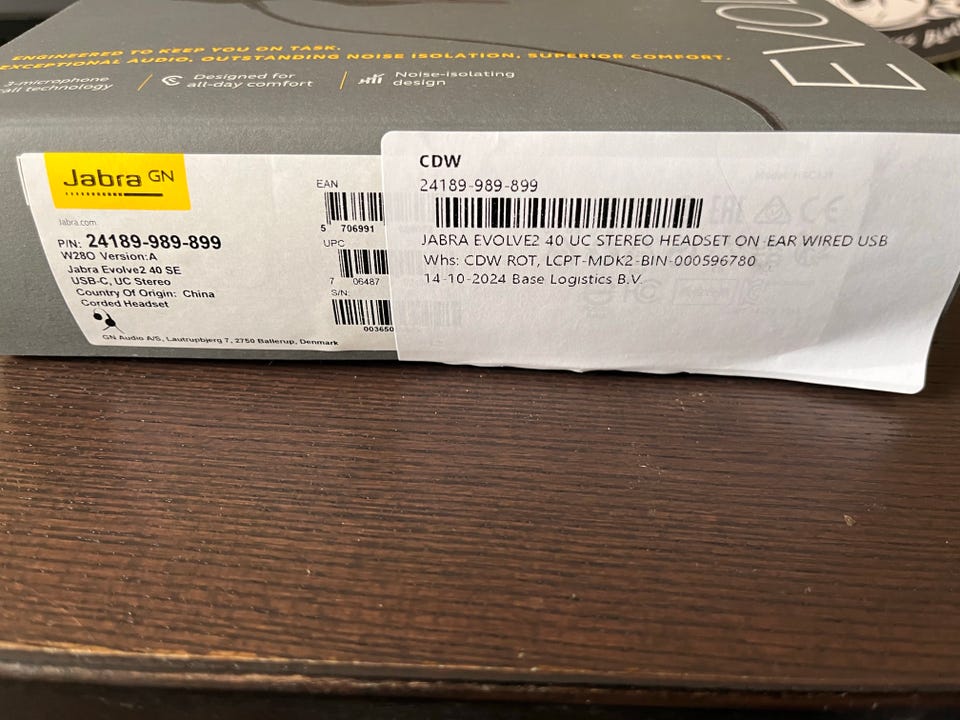 EVOL
ENGINEERED TO KEEP YOU ON TASK.
EXCEPTIONAL AUDIO. OUTSTANDING NOISE ISOLATION. SUPERIOR COMFORT.
-microphone
call technology
Designed for
all-day comfort
Noise-isolating
design
Jabra GN
jabra.com
P/N: 24189-989-899
W28O Version:A
Jabra Evolve2 40 SE
USB-C, UC Stereo
Country Of Origin: China
Corded Headset
GN Audio A/S, Lautrupbjerg 7, 2750 Ballerup, Denmark
EAN
5 706991
UPC
7 06487
S/N:
003650
CDW
24189-989-899
JABRA EVOLVE2 40 UC STEREO HEADSET ON-EAR WIRED USB
Whs: CDW ROT, LCPT-MDK2-BIN-000596780
14-10-2024 Base Logistics B.V.